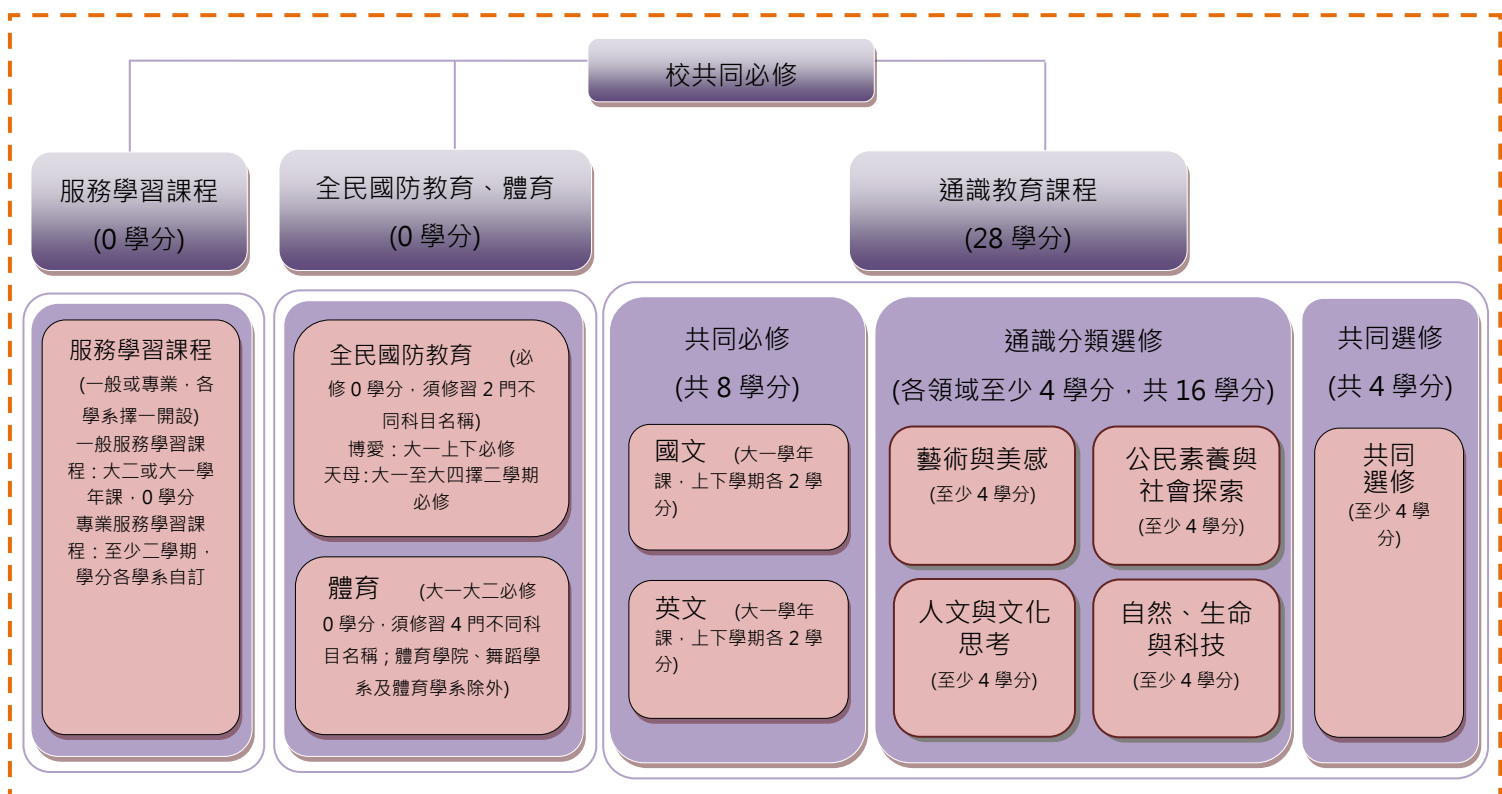 校共同必修
服務學習課程
(0 學分)
全民國防教育、體育
(0 學分)
通識教育課程
(28 學分)
服務學習課程
(一般或專業，各
學系擇一開設)
一般服務學習課
程：大二或大一學
年課，0 學分
專業服務學習課
程：至少二學期，
學分各學系自訂
全民國防教育 (必
修 0 學分，須修習 2 門不
同科目名稱)
博愛：大一上下必修
天母：大一至大四擇二學期
必修
體育 (大一大二必修
0 學分，須修習 4 門不同科
目名稱；體育學院、舞蹈學
系及體育學系除外)
共同必修
(共 8 學分)
國文 (大一學年
課，上下學期各 2 學
分)
英文 (大一學年
課，上下學期各 2 學
分)
通識分類選修
(各領域至少 4 學分，共 16 學分)
藝術與美感
(至少 4 學分)
公民素養與
社會探索
(至少 4 學分)
人文與文化
思考
(至少 4 學分)
自然、生命
與科技
(至少 4 學分)
共同選修
(共 4 學分)
共同
選修
(至少 4 學
分)